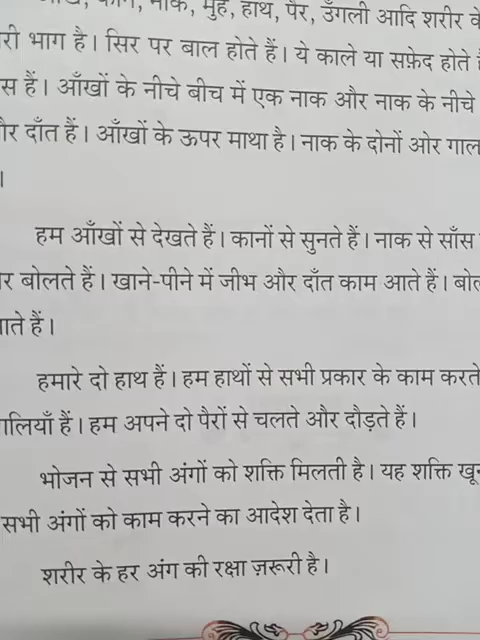 नाक, मुँह, हाथ, पैर, उँगली आदि शरीर के
री भाग है। सिर पर बाल होते हैं। ये काले या सफ़ेद होते है
स हैं। आँखों के नीचे बीच में एक नाक और नाक के नीचे
र दाँत हैं। आँखों के ऊपर माथा है। नाक के दोनों ओर गाल
।
हम आँखों से देखते हैं। कानों से सुनते हैं। नाक से साँस
र बोलते हैं। खाने-पीने में जीभ और दाँत काम आते हैं। बोल
ाते हैं।
हमारे दो हाथ हैं। हम हाथों से सभी प्रकार के काम करते
गलियाँ हैं। हम अपने दो पैरों से चलते और दौड़ते हैं।
भोजन से सभी अंगों को शक्ति मिलती है। यह शक्ति खू
सभी अंगों को काम करने का आदेश देता है।
शरीर के हर अंग की रक्षा ज़रूरी है।